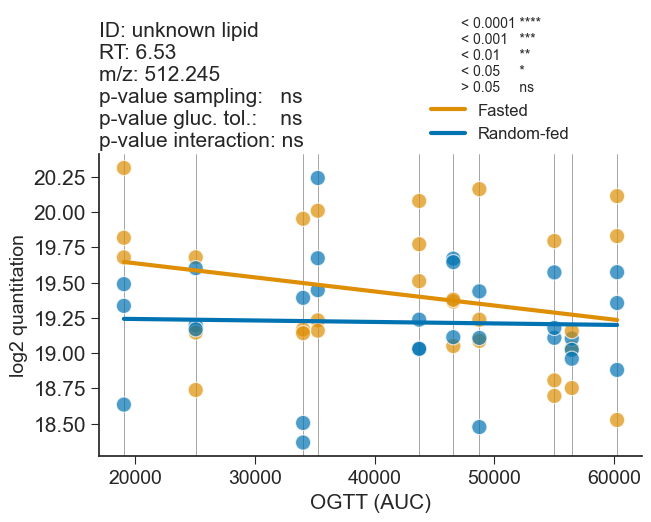 ID: unknown lipid
RT: 6.53
m/z: 512.245
p-value sampling: ns
p-value gluc. tol.: ns
p-value interaction: ns
< 0.0001 ****
< 0.001 ***
< 0.01 **
< 0.05 *
> 0.05 ns
Fasted
Random-fed
log2 quantitation
20.25
20.00
19.75
19.50
19.25
19.00
18.75
18.50
20000 30000 40000 50000 60000
OGTT (AUC)